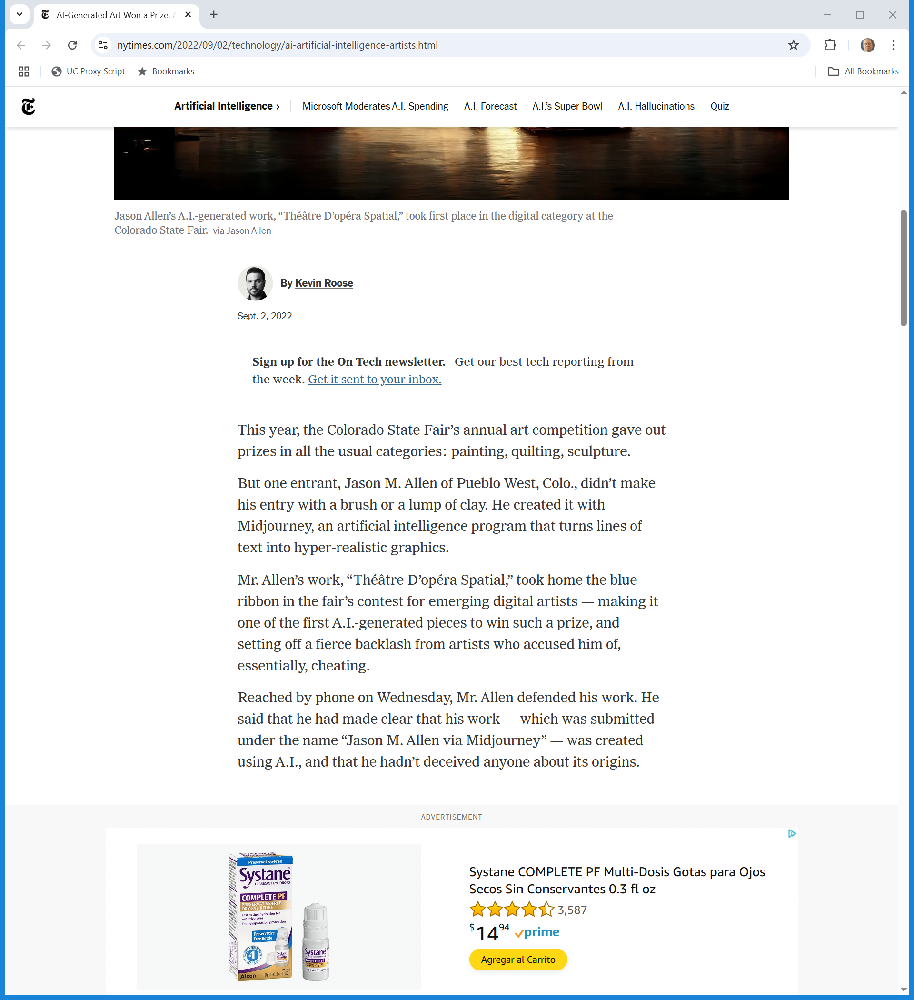 AI-Generated Art Won a Prize. A
nytimes.com/2022/09/02/technology/ai-artificial-intelligence-artists.html
UC Proxy Script
Bookmarks
All Bookmarks
Artificial Intelligence ›
Microsoft Moderates A.I. Spending
A.I. Forecast
A.I.’s Super Bowl
A.I. Hallucinations
Quiz
Jason Allen’s A.I.-generated work, “Théâtre D’opéra Spatial,” took first place in the digital category at the
Colorado State Fair. via Jason Allen
By Kevin Roose
Sept. 2, 2022
Sign up for the On Tech newsletter. Get our best tech reporting from
the week. Get it sent to your inbox.
This year, the Colorado State Fair’s annual art competition gave out
prizes in all the usual categories: painting, quilting, sculpture.
But one entrant, Jason M. Allen of Pueblo West, Colo., didn’t make
his entry with a brush or a lump of clay. He created it with
Midjourney, an artificial intelligence program that turns lines of
text into hyper-realistic graphics.
Mr. Allen’s work, “Théâtre D’opéra Spatial,” took home the blue
ribbon in the fair’s contest for emerging digital artists — making it
one of the first A.I.-generated pieces to win such a prize, and
setting off a fierce backlash from artists who accused him of,
essentially, cheating.
Reached by phone on Wednesday, Mr. Allen defended his work. He
said that he had made clear that his work — which was submitted
under the name “Jason M. Allen via Midjourney” — was created
using A.I., and that he hadn’t deceived anyone about its origins.
ADVERTISEMENT
Preservative-Free
Systane
LUBRICANT EYE DROPS
COMPLETE PF
PRESERVATIVE-FREE
DRY EYE RELIEF
Fast-acting hydration for
sensitive eyes
Tear evaporation protection
Preservative-
Free Bottle
#1
Systane
Alcon
10mL (0.34 FL OZ)
Systane
COMPLETE PF
Systane COMPLETE PF Multi-Dosis Gotas para Ojos
Secos Sin Conservantes 0.3 fl oz
3,587
$14 94 prime
Agregar al Carrito